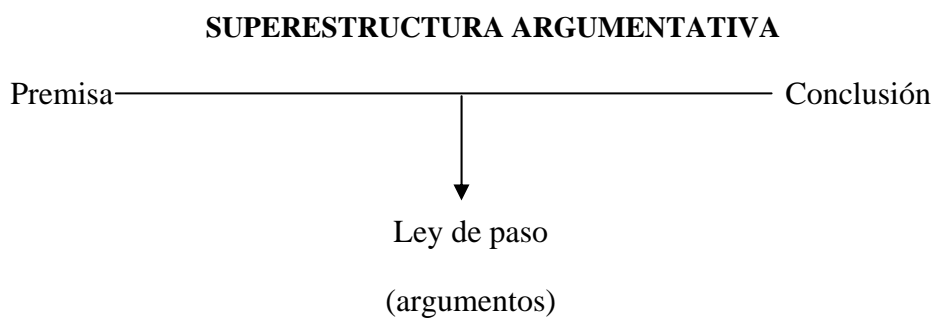 SUPERESTRUCTURA ARGUMENTATIVA
Premisa Conclusión
Ley de paso
(argumentos)